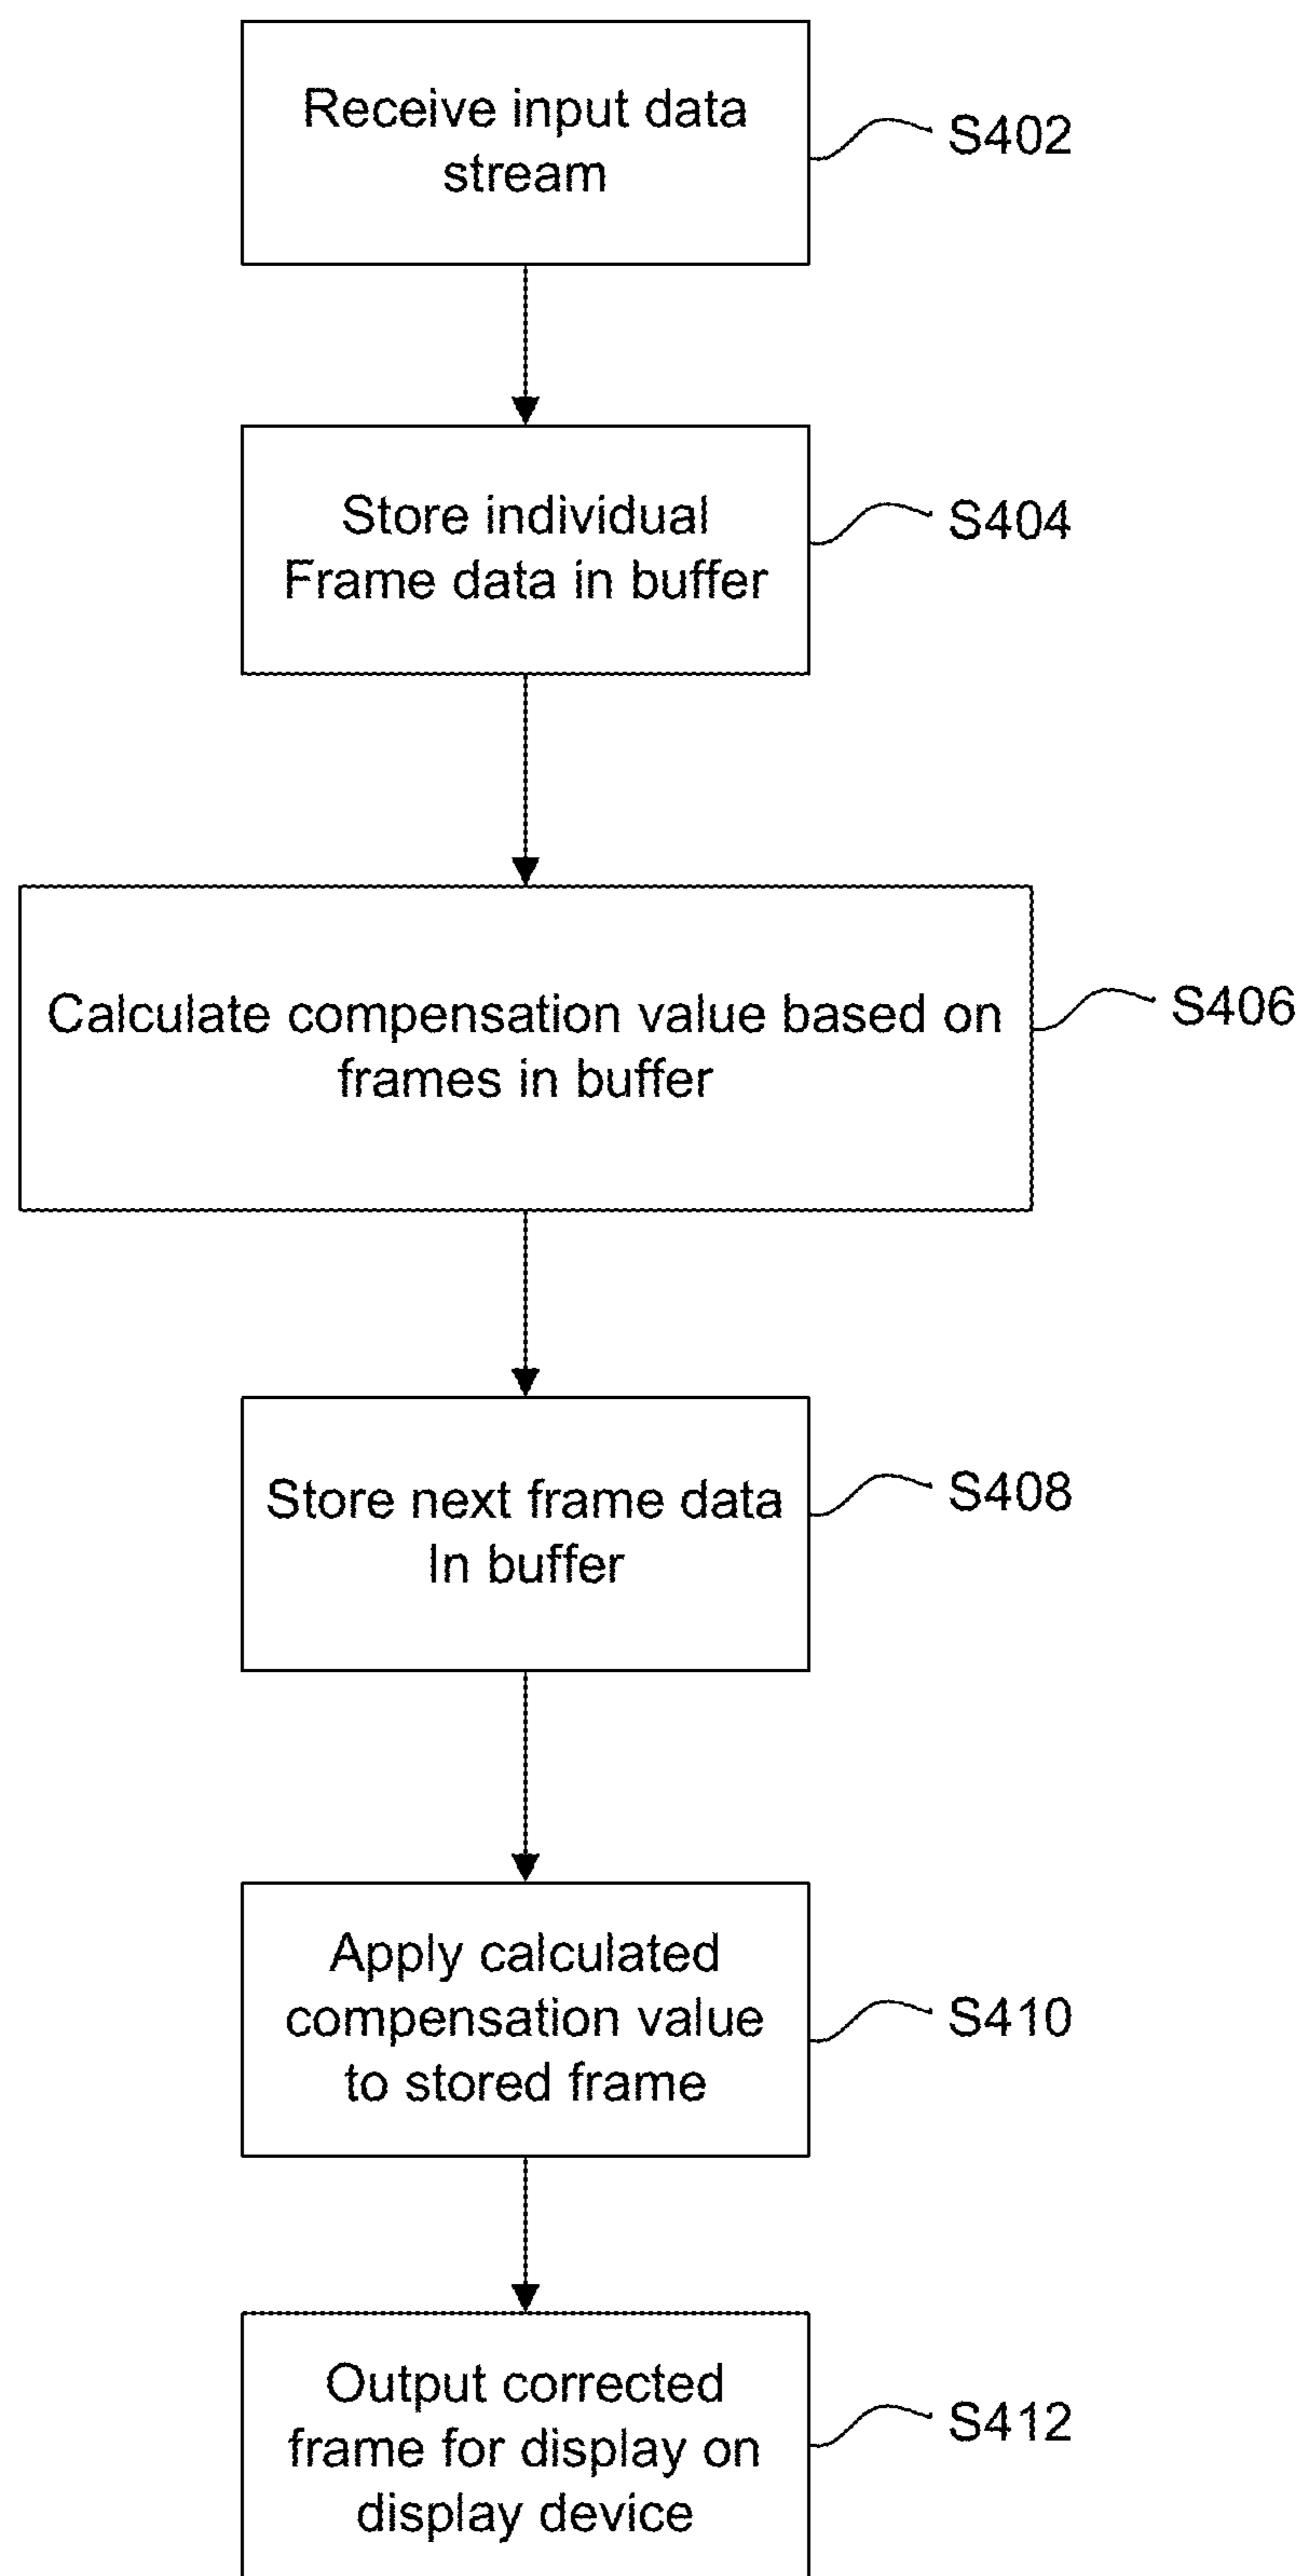 Receive input data
stream
S402
Store individual
Frame data in buffer
S404
Calculate compensation value based on
frames in buffer
S406
Store next frame data
In buffer
S408
Apply calculated
compensation value
to stored frame
S410
Output corrected
frame for display on
display device
S412